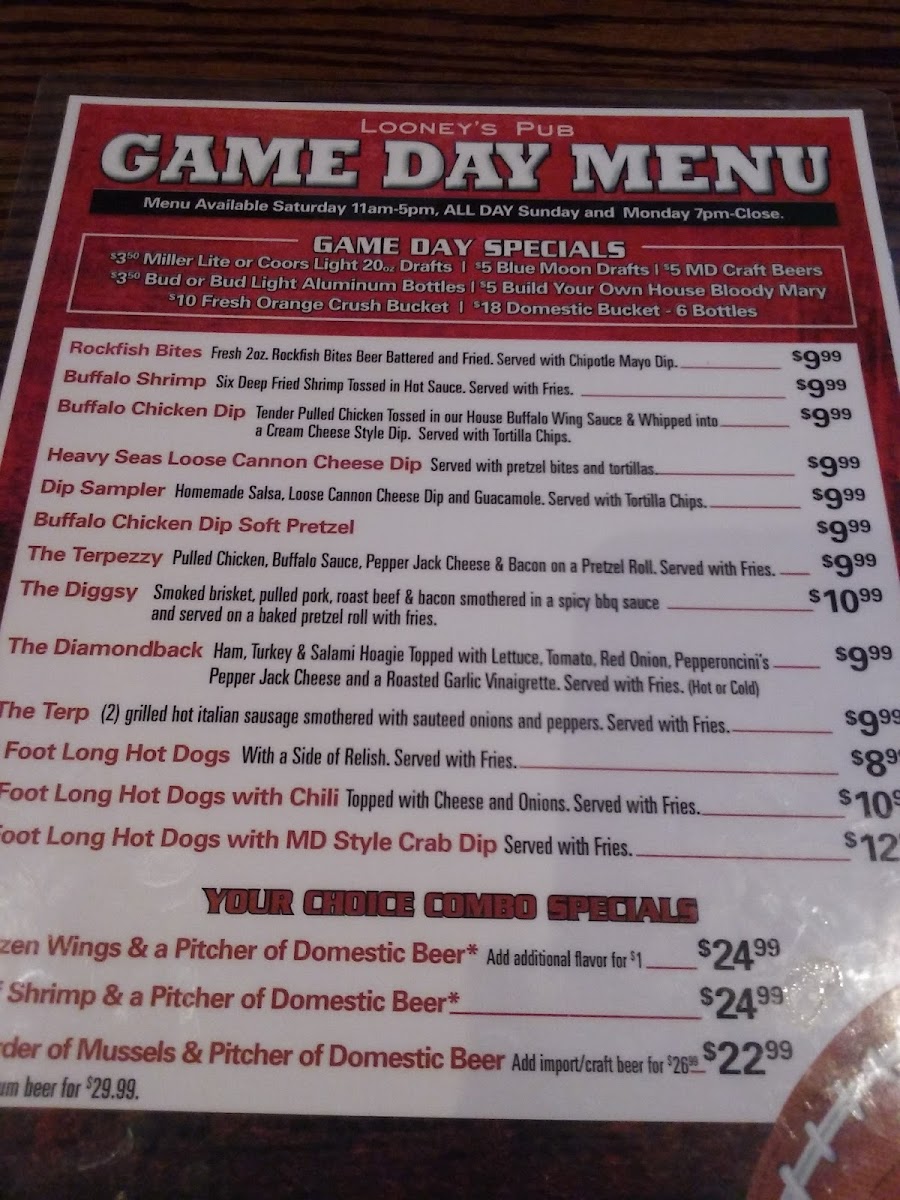 LOONEY'S PUB
GAME DAY MENU
Menu Available Saturday 11am-5pm, ALL DAY Sunday and Monday 7pm-Close.
GAME DAY SPECIALS
$3.50 Miller Lite or Coors Light 20oz Drafts | $5 Blue Moon Drafts | $5 MD Craft Beers
$3.50 Bud or Bud Light Aluminum Bottles | $5 Build Your Own House Bloody Mary
$10 Fresh Orange Crush Bucket | $18 Domestic Bucket - 6 Bottles
Rockfish Bites Fresh 2oz. Rockfish Bites Beer Battered and Fried. Served with Chipotle Mayo Dip. $9.99
Buffalo Shrimp Six Deep Fried Shrimp Tossed in Hot Sauce. Served with Fries. $9.99
Buffalo Chicken Dip Tender Pulled Chicken Tossed in our House Buffalo Wing Sauce & Whipped into $9.99
a Cream Cheese Style Dip. Served with Tortilla Chips.
Heavy Seas Loose Cannon Cheese Dip Served with pretzel bites and tortillas. $9.99
Dip Sampler Homemade Salsa, Loose Cannon Cheese Dip and Guacamole. Served with Tortilla Chips. $9.99
Buffalo Chicken Dip Soft Pretzel $9.99
The Terpezzy Pulled Chicken, Buffalo Sauce, Pepper Jack Cheese & Bacon on a Pretzel Roll. Served with Fries. $9.99
The Diggsy Smoked brisket, pulled pork, roast beef & bacon smothered in a spicy bbq sauce $10.99
and served on a baked pretzel roll with fries.
The Diamondback Ham, Turkey & Salami Hoagie Topped with Lettuce, Tomato, Red Onion, Pepperoncini's $9.99
Pepper Jack Cheese and a Roasted Garlic Vinaigrette. Served with Fries. (Hot or Cold)
The Terp (2) grilled hot italian sausage smothered with sauteed onions and peppers. Served with Fries. $9.99
Foot Long Hot Dogs With a Side of Relish. Served with Fries. $8.9
Foot Long Hot Dogs with Chili Topped with Cheese and Onions. Served with Fries. $10
oot Long Hot Dogs with MD Style Crab Dip Served with Fries. $12
YOUR CHOICE COMBO SPECIALS
zen Wings & a Pitcher of Domestic Beer* Add additional flavor for $1 $24.99
Shrimp & a Pitcher of Domestic Beer* $24.99
der of Mussels & Pitcher of Domestic Beer Add import/craft beer for $26.99 $22.99
um beer for $29.99.